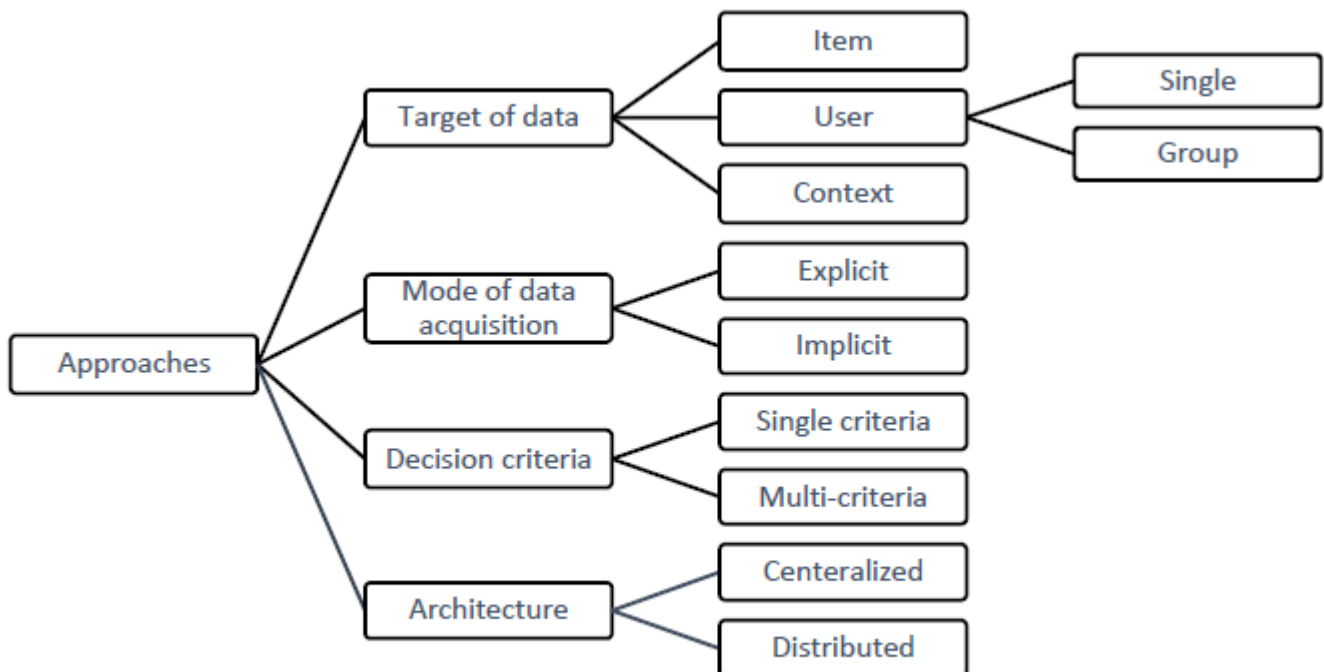 Approaches
Target of data
Item
User
Single
Group
Context
Mode of data
acquisition
Explicit
Implicit
Decision criteria
Single criteria
Multi-criteria
Architecture
Centeralized
Distributed